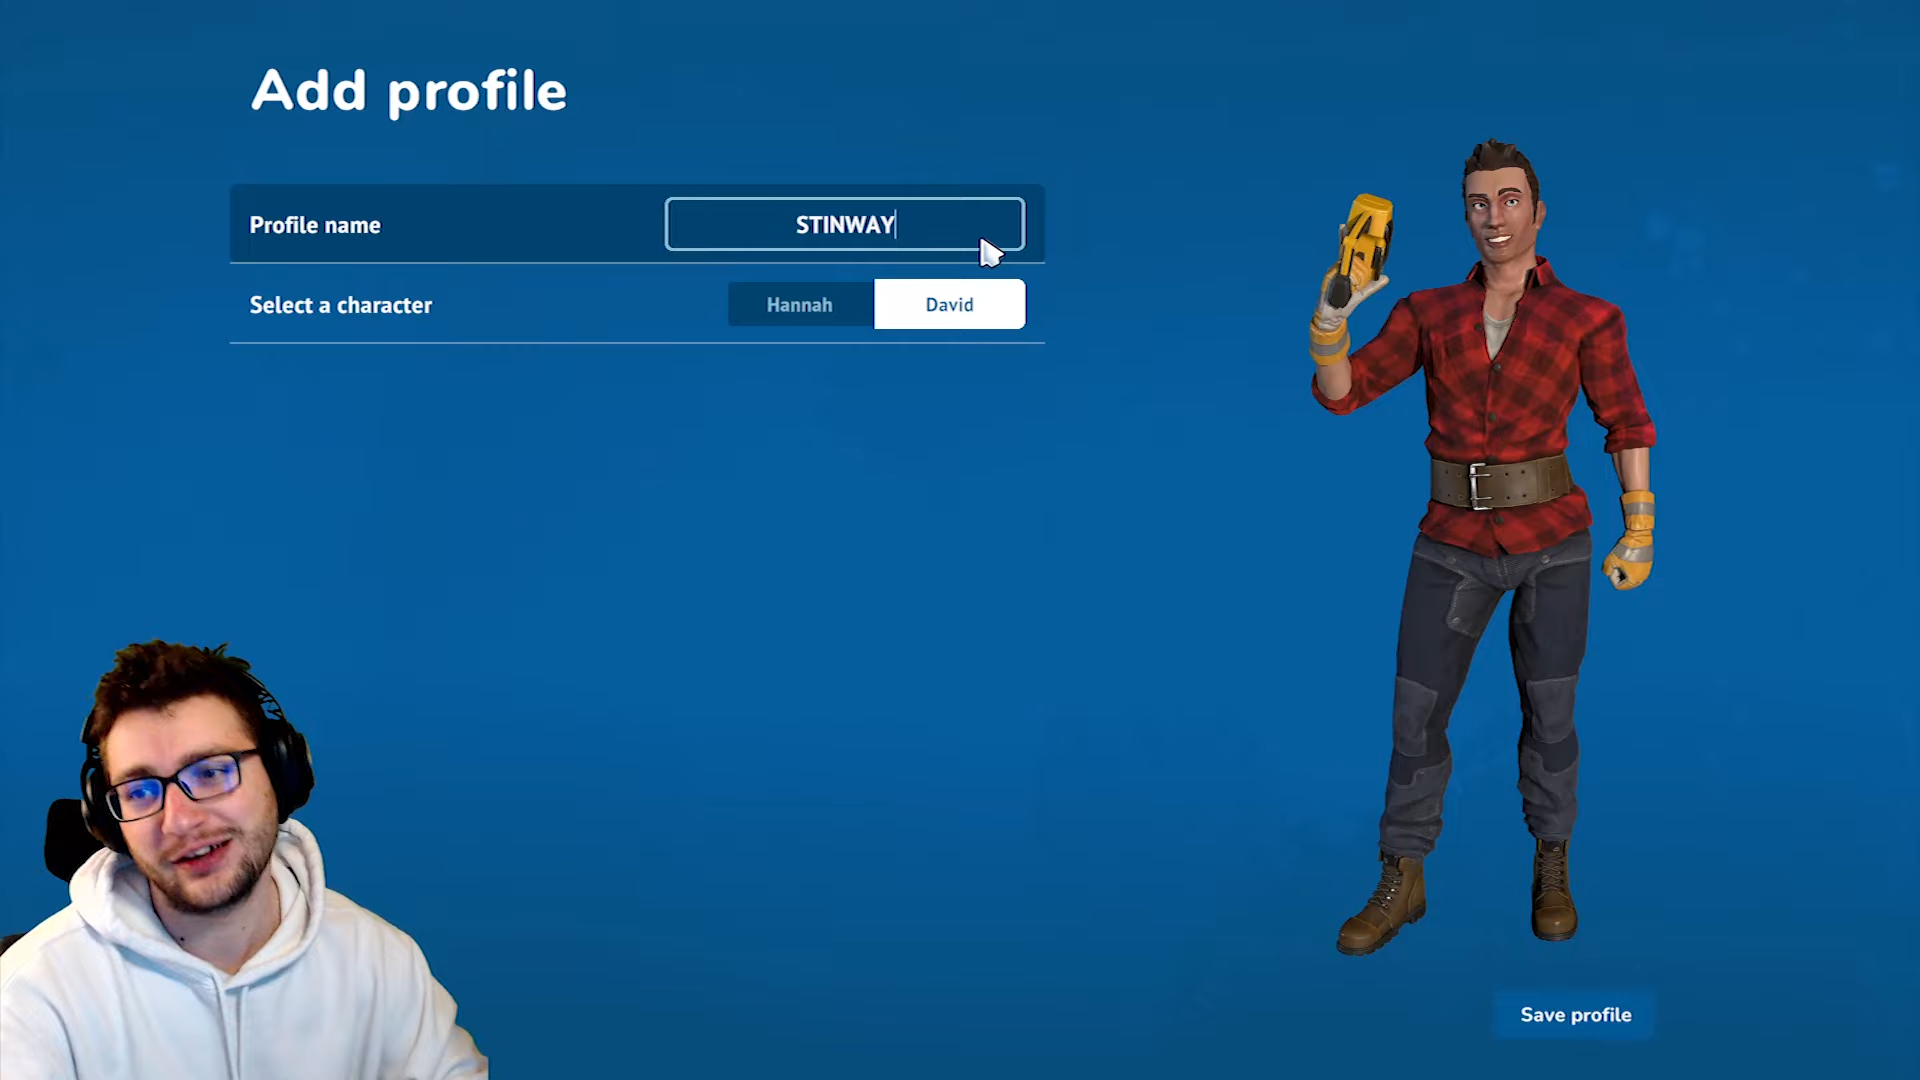 Add profile
Profile name
STINWAY
Select a character
Hannah
David
Save profile